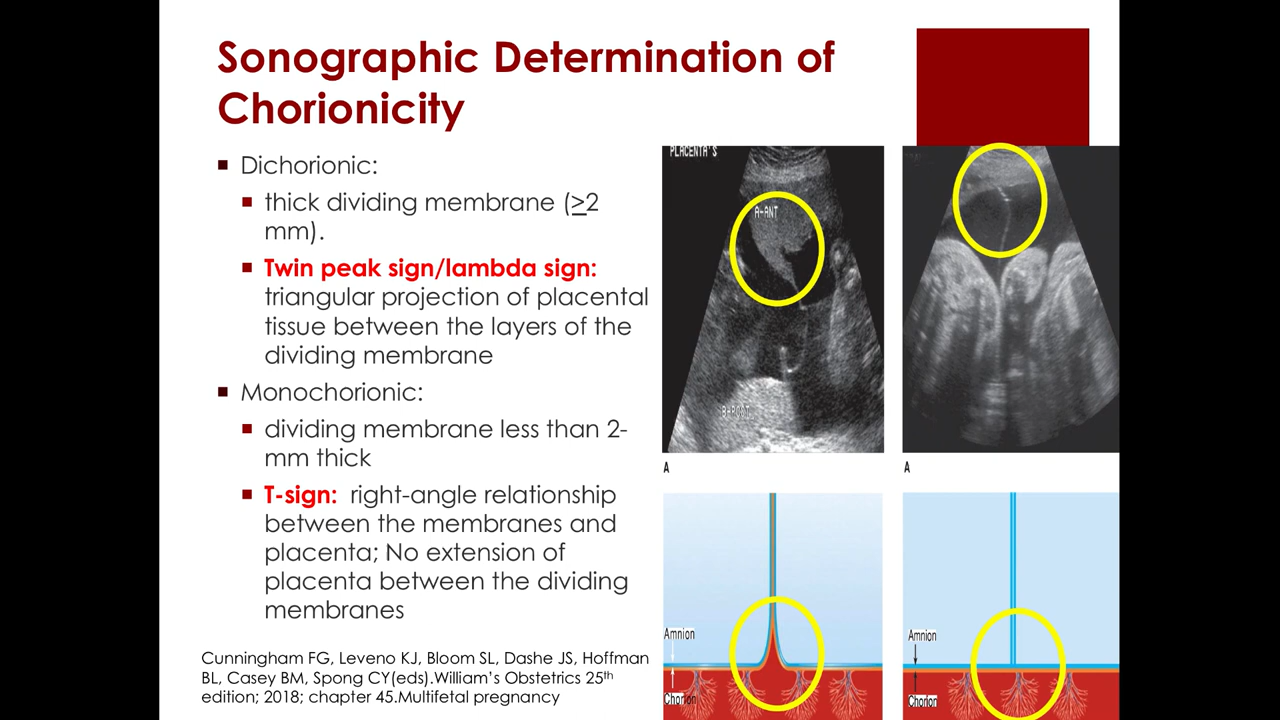 Sonographic Determination of
Chorionicity
Dichorionic:
thick dividing membrane (≥2
mm).
Twin peak sign/lambda sign:
triangular projection of placental
tissue between the layers of the
dividing membrane
Monochorionic:
dividing membrane less than 2-
mm thick
T-sign: right-angle relationship
between the membranes and
placenta; No extension of
placenta between the dividing
membranes
Cunningham FG, Leveno KJ, Bloom SL, Dashe JS, Hoffman
BL, Casey BM, Spong CY(eds).William's Obstetrics 25th
edition; 2018; chapter 45.Multifetal pregnancy
PLACENTA'S
A-ANT
A
A
Amnion
Chorion
Amnion
Chorion